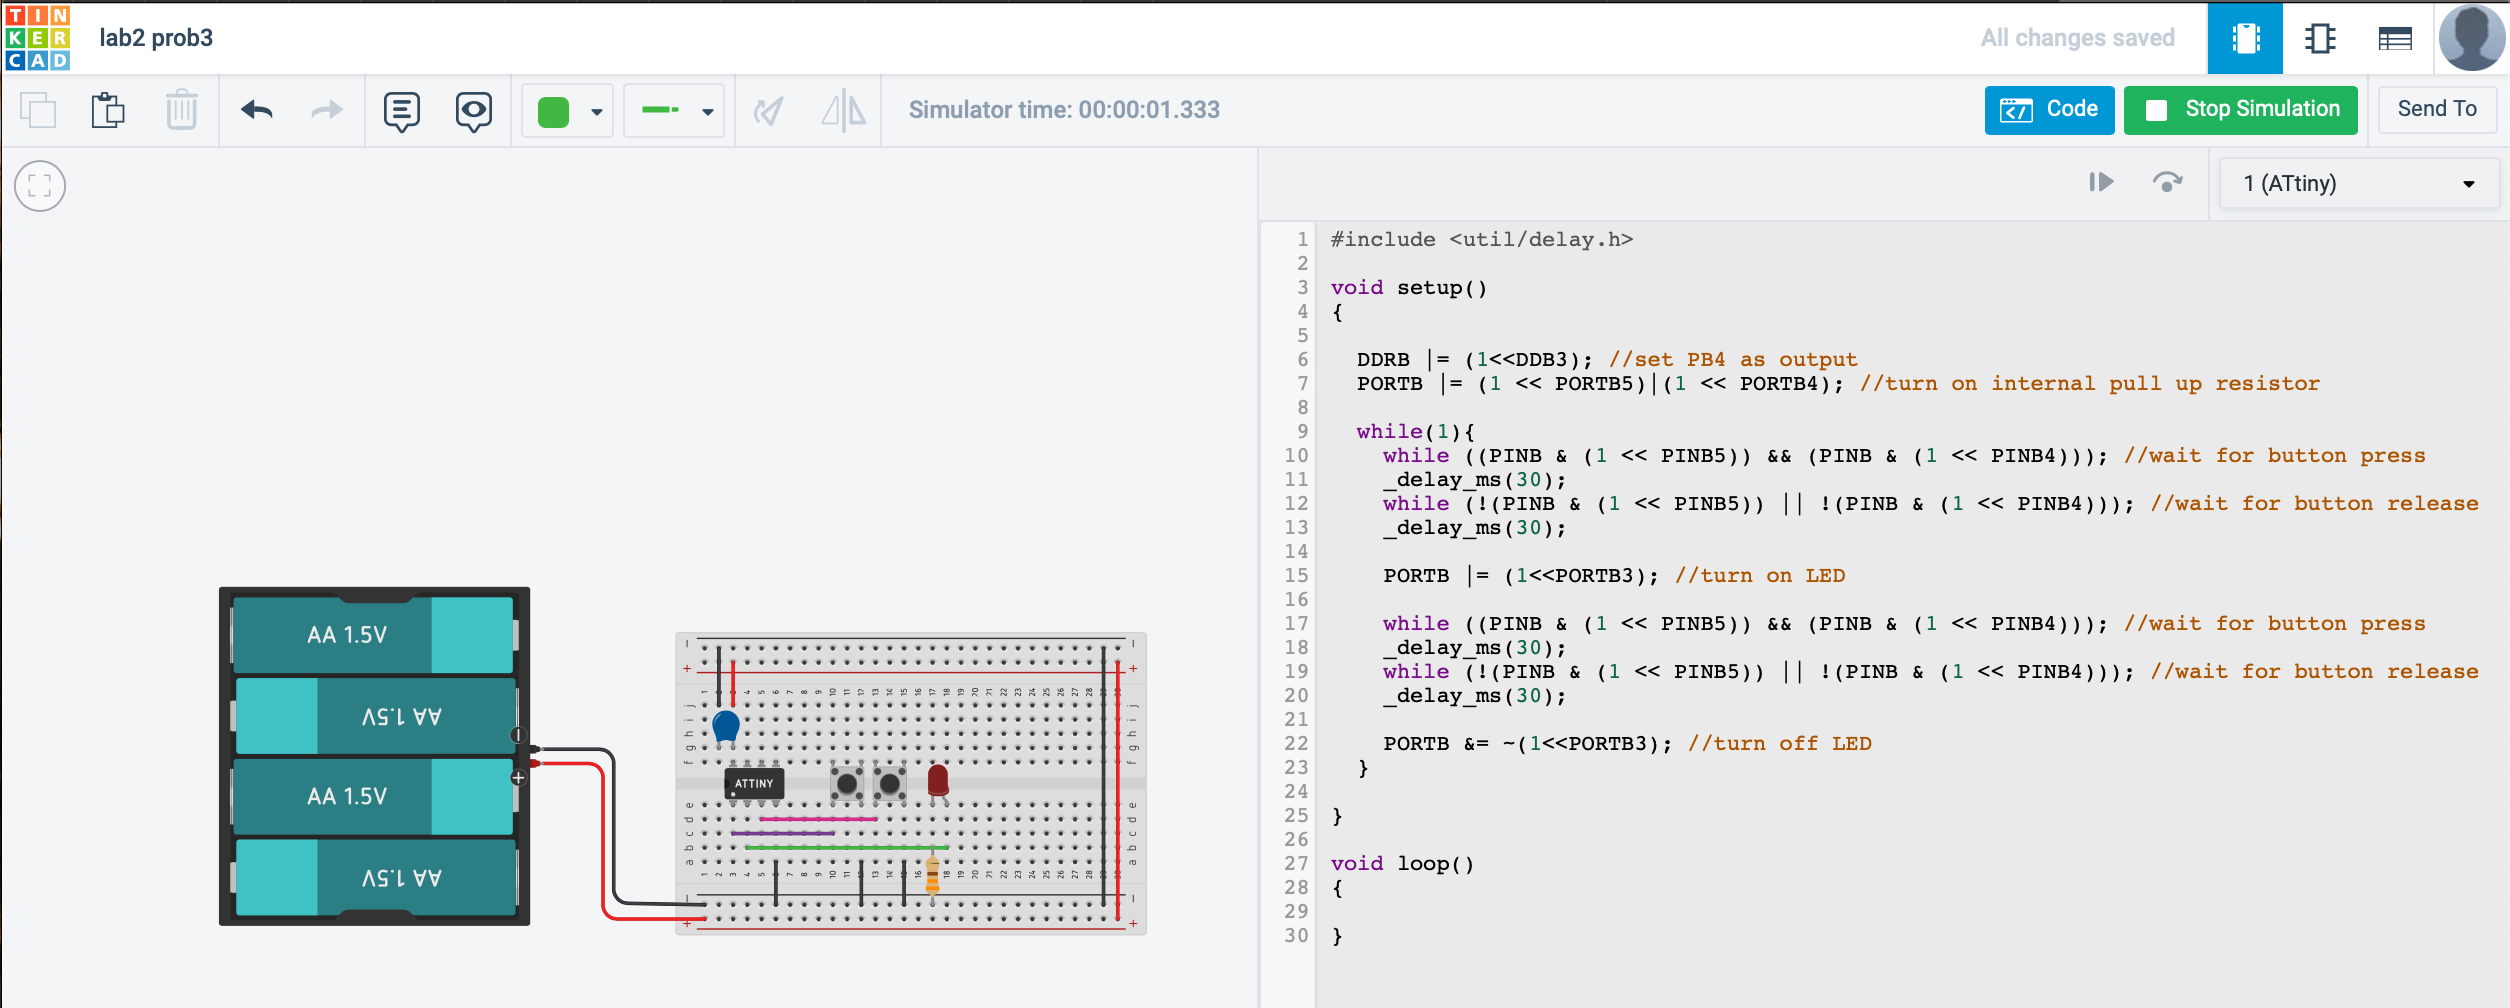 TIN
KER
CAD
lab2 prob3
All changes saved
Simulator time: 00:00:01.333
Code
Stop Simulation
Send To
1 (ATtiny)
1 #include <util/delay.h>
2
3 void setup()
4 {
5
6 DDRB |= (1<<DDB3); //set PB4 as output
7 PORTB |= (1 << PORTB5)|(1 << PORTB4); //turn on internal pull up resistor
8
9 while(1){
10 while ((PINB & (1 << PINB5)) && (PINB & (1 << PINB4))); //wait for button press
11 _delay_ms(30);
12 while (!(PINB & (1 << PINB5)) || !(PINB & (1 << PINB4))); //wait for button release
13 _delay_ms(30);
14
15 PORTB |= (1<<PORTB3); //turn on LED
16
17 while ((PINB & (1 << PINB5)) && (PINB & (1 << PINB4))); //wait for button press
18 _delay_ms(30);
19 while (!(PINB & (1 << PINB5)) || !(PINB & (1 << PINB4))); //wait for button release
20 _delay_ms(30);
21
22 PORTB &= ~(1<<PORTB3); //turn off LED
23 }
24
25 }
26
27 void loop()
28 {
29
30 }
AA 1.5V
AA 1.5V
AA 1.5V
AA 1.5V
ATTINY